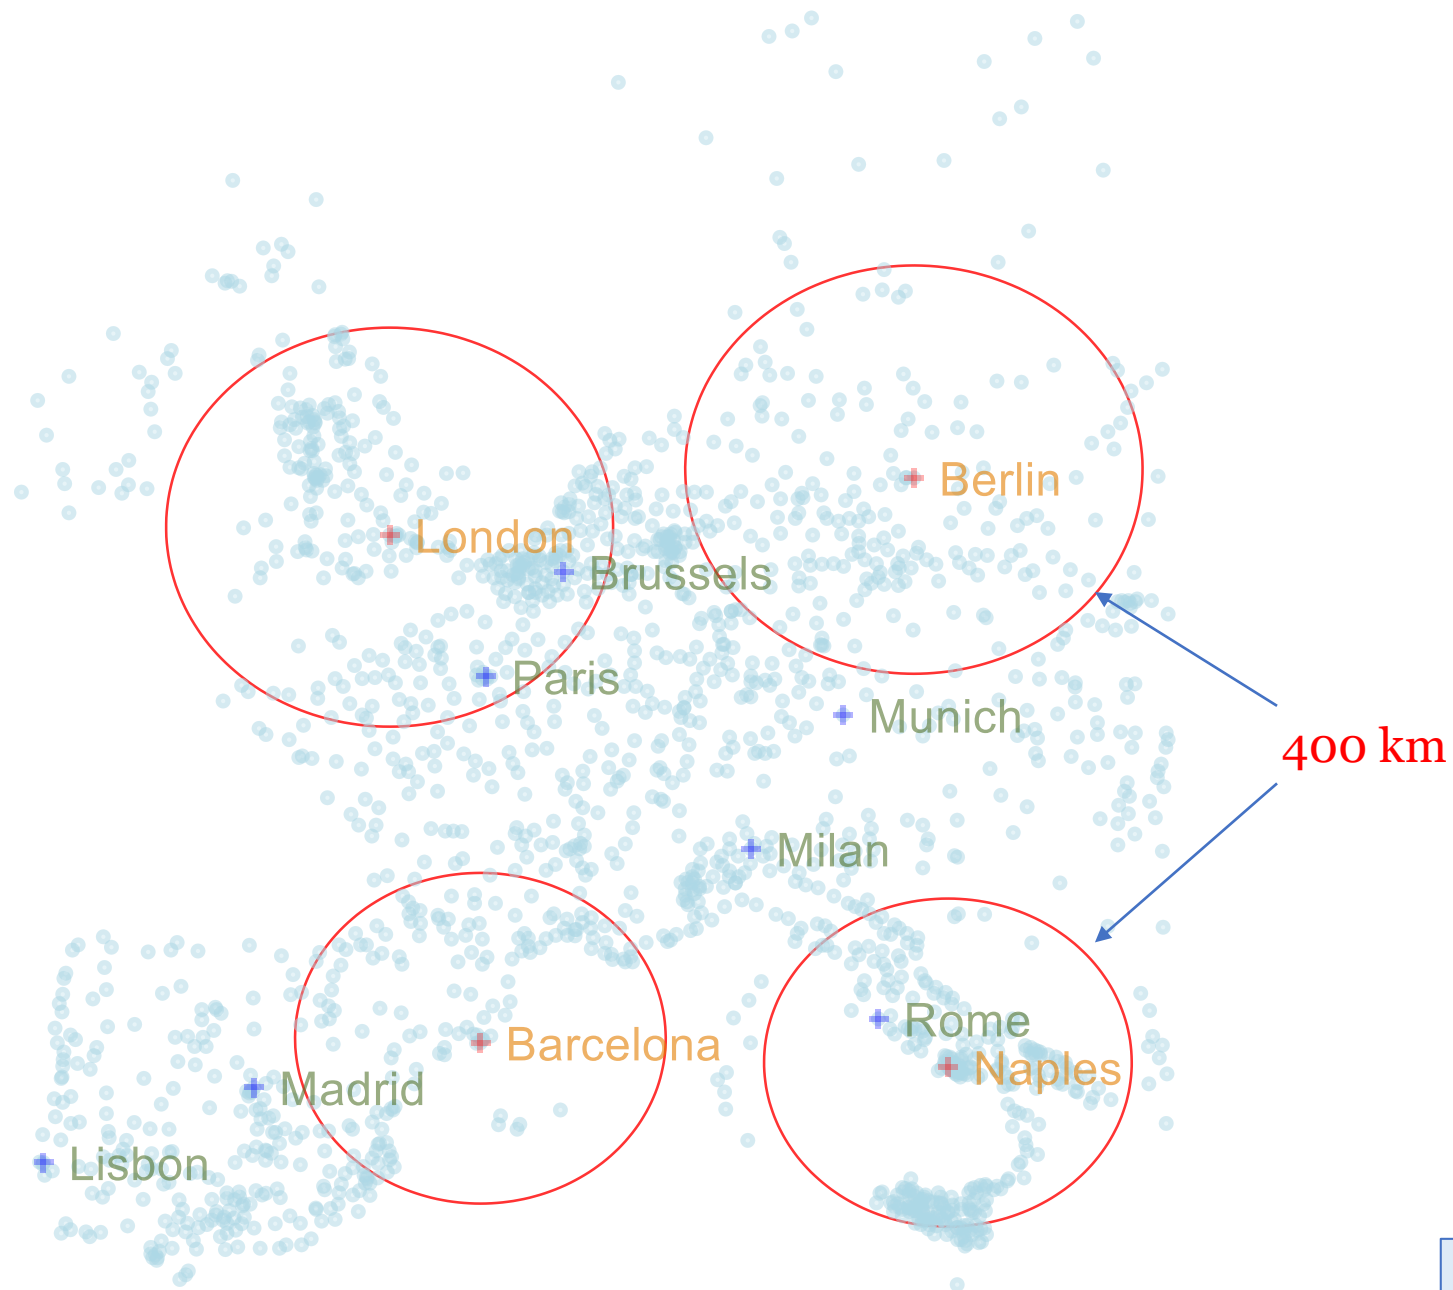 Berlin
London
Brussels
Paris
Munich
400 km
Milan
Rome
Barcelona
Naples
Madrid
Lisbon